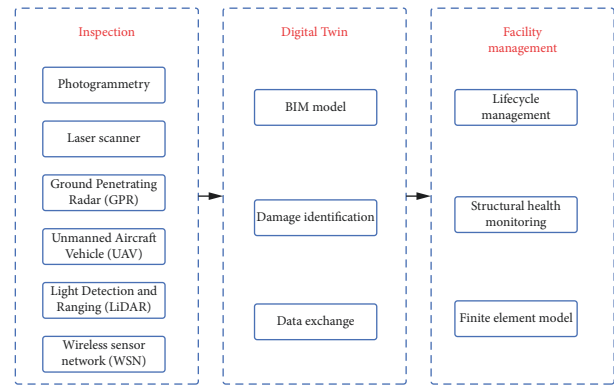 Inspection
Photogrammetry
Laser scanner
Ground Penetrating
Radar (GPR)
Unmanned Aircraft
Vehicle (UAV)
Light Detection and
Ranging (LiDAR)
Wireless sensor
network (WSN)
Digital Twin
BIM model
Damage identification
Data exchange
Facility
management
Lifecycle
management
Structural health
monitoring
Finite element model